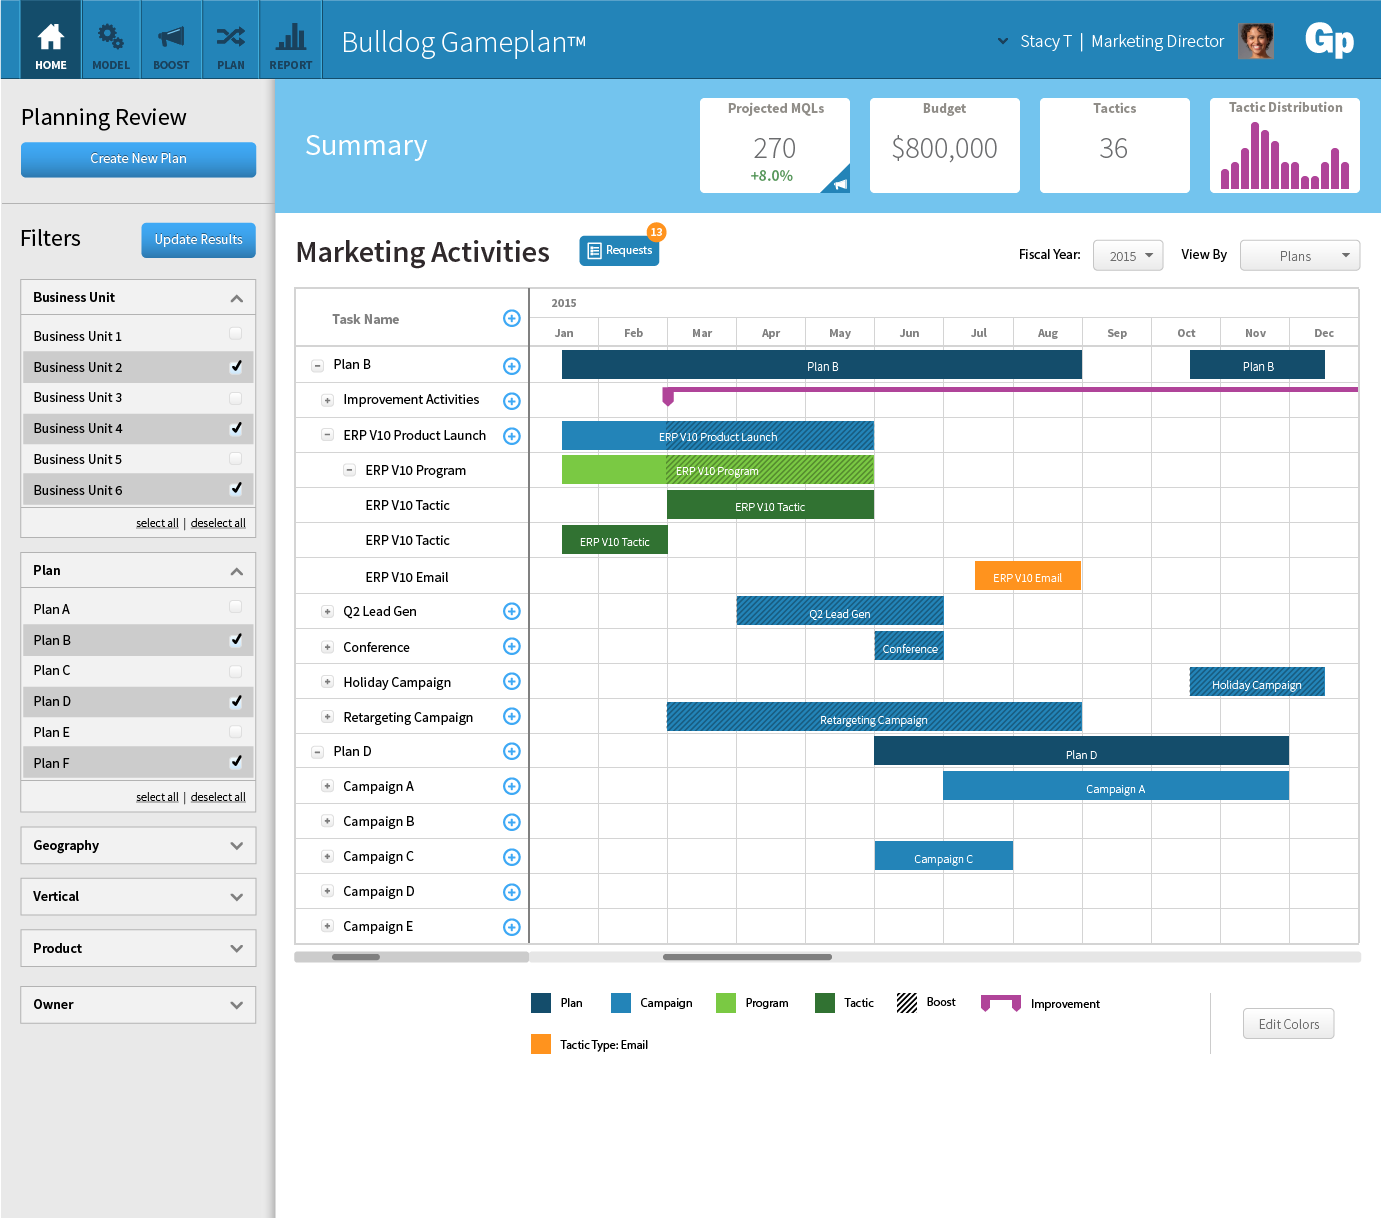 HOME
MODEL
BOOST
PLAN
REPORT
Bulldog Gameplan™
Stacy T | Marketing Director
Gp
Planning Review
Create New Plan
Filters
Update Results
Business Unit
Business Unit 1
Business Unit 2
Business Unit 3
Business Unit 4
Business Unit 5
Business Unit 6
select all | deselect all
Plan
Plan A
Plan B
Plan C
Plan D
Plan E
Plan F
select all | deselect all
Geography
Vertical
Product
Owner
Summary
Projected MQLs
270
+8.0%
Budget
$800,000
Tactics
36
Tactic Distribution
Marketing Activities
Requests
13
Fiscal Year:
2015
View By
Plans
Task Name
2015
Jan Feb Mar Apr May Jun Jul Aug Sep Oct Nov Dec
Plan B
Plan B
Plan B
Improvement Activities
ERP V10 Product Launch
ERP V10 Product Launch
ERP V10 Program
ERP V10 Program
ERP V10 Tactic
ERP V10 Tactic
ERP V10 Tactic
ERP V10 Tactic
ERP V10 Email
ERP V10 Email
Q2 Lead Gen
Q2 Lead Gen
Conference
Conference
Holiday Campaign
Holiday Campaign
Retargeting Campaign
Retargeting Campaign
Plan D
Plan D
Campaign A
Campaign A
Campaign B
Campaign C
Campaign C
Campaign D
Campaign E
Plan
Campaign
Program
Tactic
Boost
Improvement
Tactic Type: Email
Edit Colors